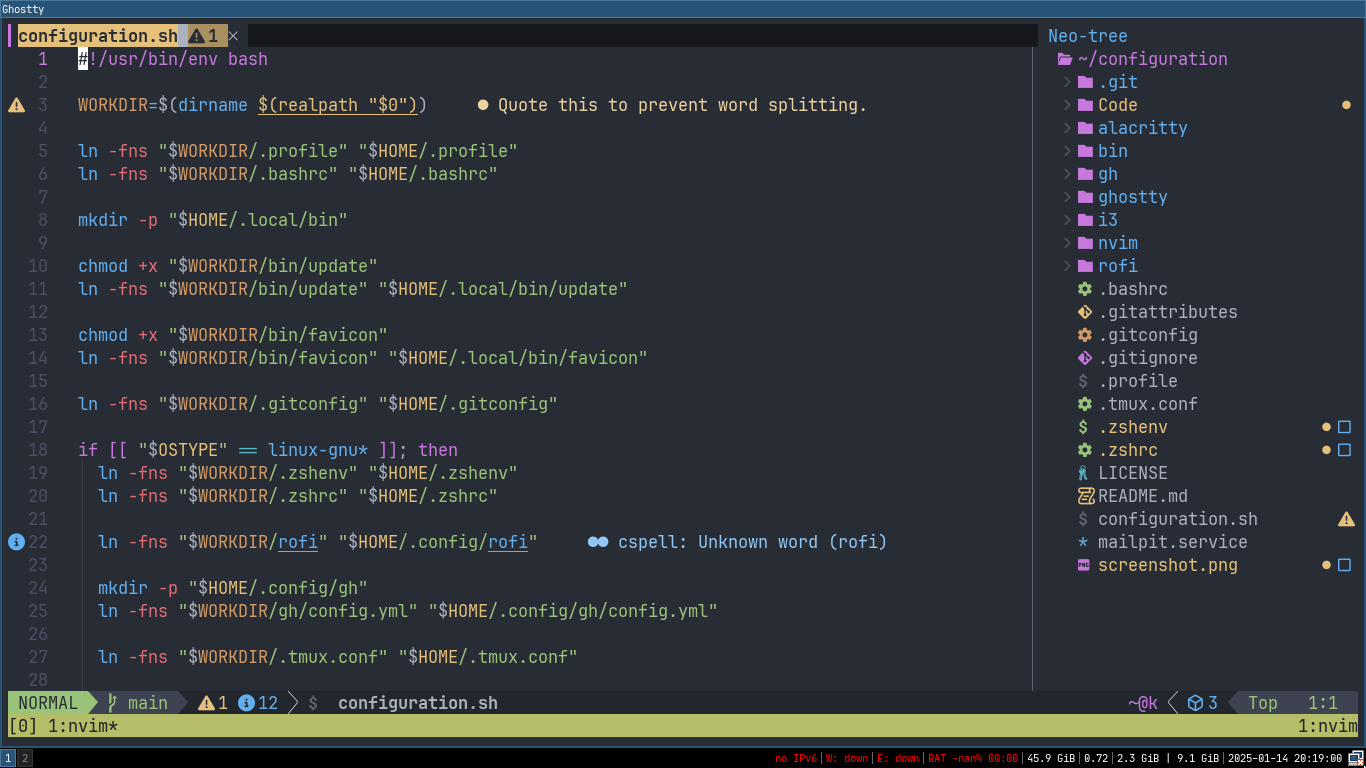 Ghostty
configuration.sh 1 ×
1 #!/usr/bin/env bash
2
3 WORKDIR=$(dirname $(realpath "$0")) ● Quote this to prevent word splitting.
4
5 ln -fns "$WORKDIR/.profile" "$HOME/.profile"
6 ln -fns "$WORKDIR/.bashrc" "$HOME/.bashrc"
7
8 mkdir -p "$HOME/.local/bin"
9
10 chmod +x "$WORKDIR/bin/update"
11 ln -fns "$WORKDIR/bin/update" "$HOME/.local/bin/update"
12
13 chmod +x "$WORKDIR/bin/favicon"
14 ln -fns "$WORKDIR/bin/favicon" "$HOME/.local/bin/favicon"
15
16 ln -fns "$WORKDIR/.gitconfig" "$HOME/.gitconfig"
17
18 if [[ "$OSTYPE" == linux-gnu* ]]; then
19 ln -fns "$WORKDIR/.zshenv" "$HOME/.zshenv"
20 ln -fns "$WORKDIR/.zshrc" "$HOME/.zshrc"
21
22 ln -fns "$WORKDIR/rofi" "$HOME/.config/rofi" ●● cspell: Unknown word (rofi)
23
24 mkdir -p "$HOME/.config/gh"
25 ln -fns "$WORKDIR/gh/config.yml" "$HOME/.config/gh/config.yml"
26
27 ln -fns "$WORKDIR/.tmux.conf" "$HOME/.tmux.conf"
28
Neo-tree
~/configuration
.git
Code
alacritty
bin
gh
ghostty
i3
nvim
rofi
.bashrc
.gitattributes
.gitconfig
.gitignore
$ .profile
.tmux.conf
$ .zshenv
.zshrc
LICENSE
README.md
$ configuration.sh
* mailpit.service
screenshot.png
NORMAL main 1 12 $ configuration.sh ~@k 3 Top 1:1
[0] 1:nvim* 1:nvim
1 2 no IPv6|W: down|E: down|BAT -nan% 00:00|45.9 GiB|0.72|2.3 GiB | 9.1 GiB|2025-01-14 20:19:00